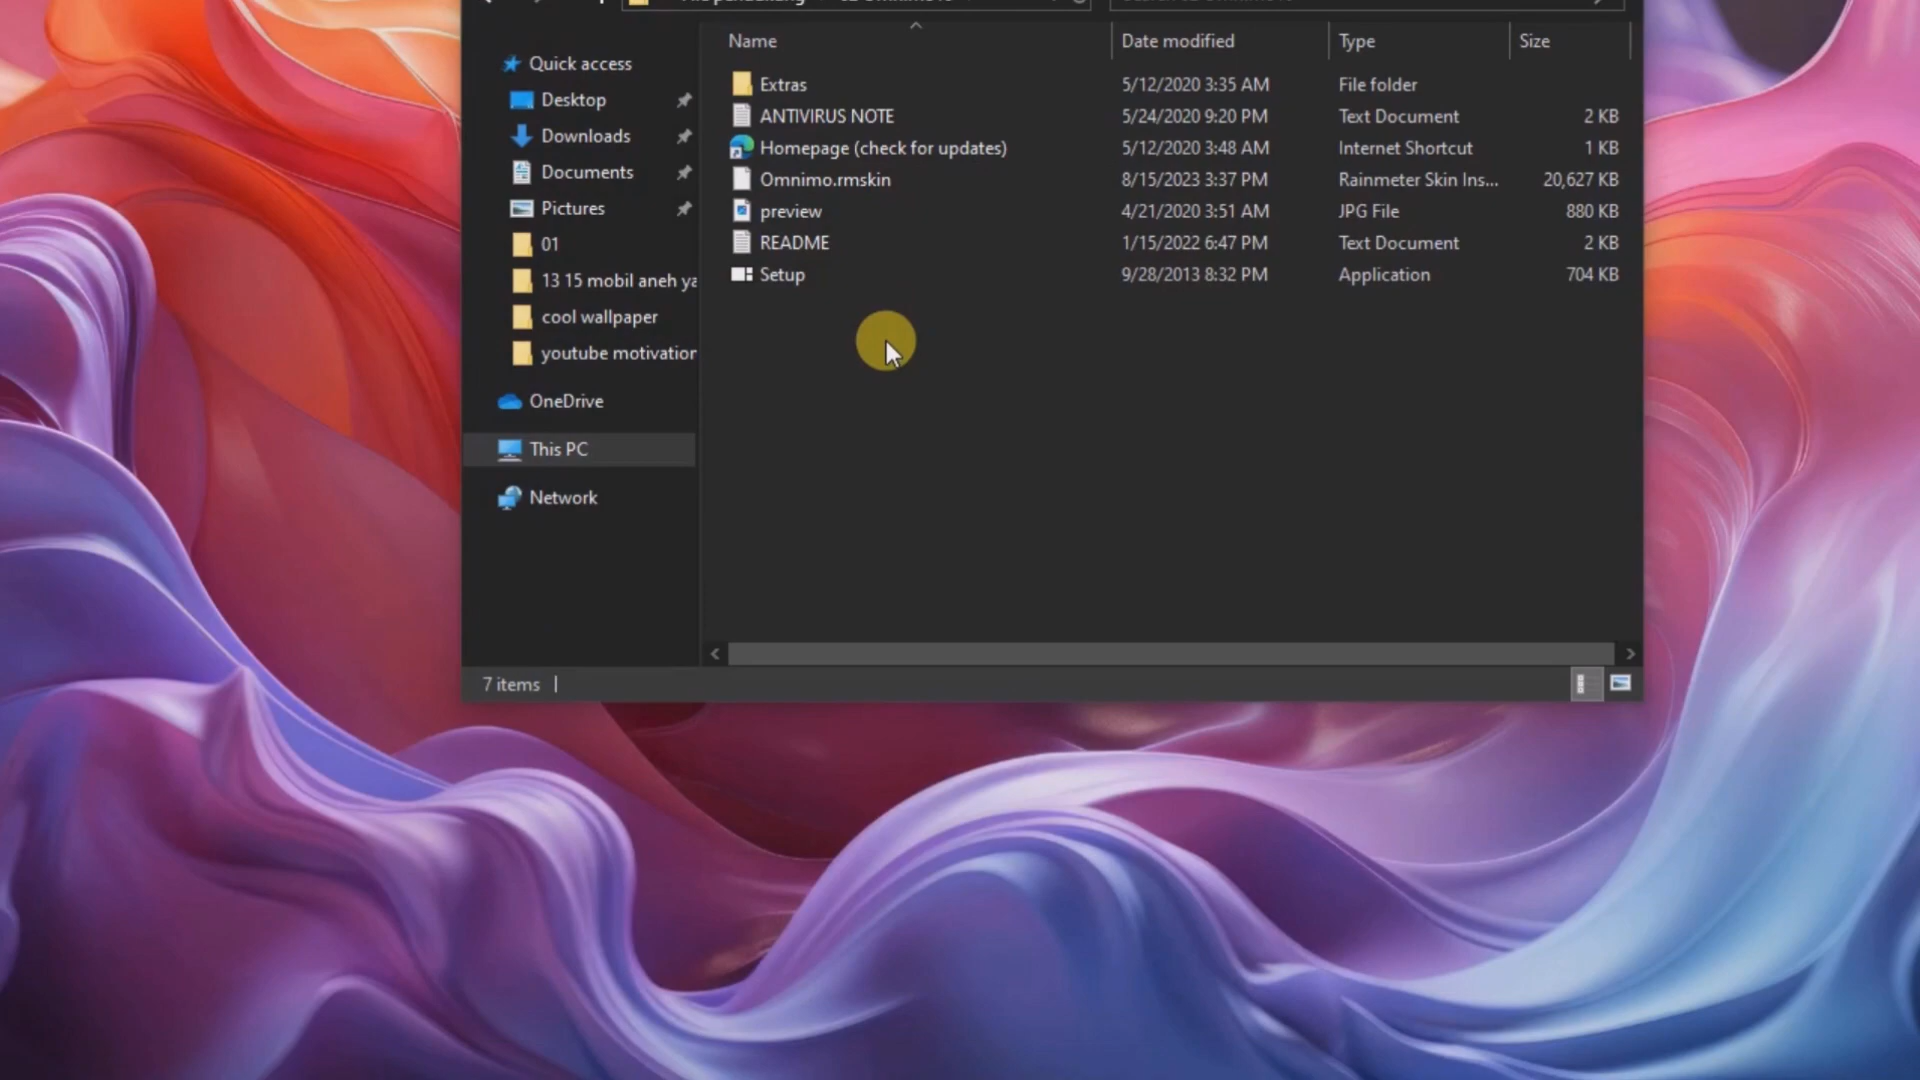 Name Date modified Type Size
Quick access
Desktop
Downloads
Documents
Pictures
01
13 15 mobil aneh ya
cool wallpaper
youtube motivation
OneDrive
This PC
Network
Extras 5/12/2020 3:35 AM File folder
ANTIVIRUS NOTE 5/24/2020 9:20 PM Text Document 2 KB
Homepage (check for updates) 5/12/2020 3:48 AM Internet Shortcut 1 KB
Omnimo.rmskin 8/15/2023 3:37 PM Rainmeter Skin Ins... 20,627 KB
preview 4/21/2020 3:51 AM JPG File 880 KB
README 1/15/2022 6:47 PM Text Document 2 KB
Setup 9/28/2013 8:32 PM Application 704 KB
7 items